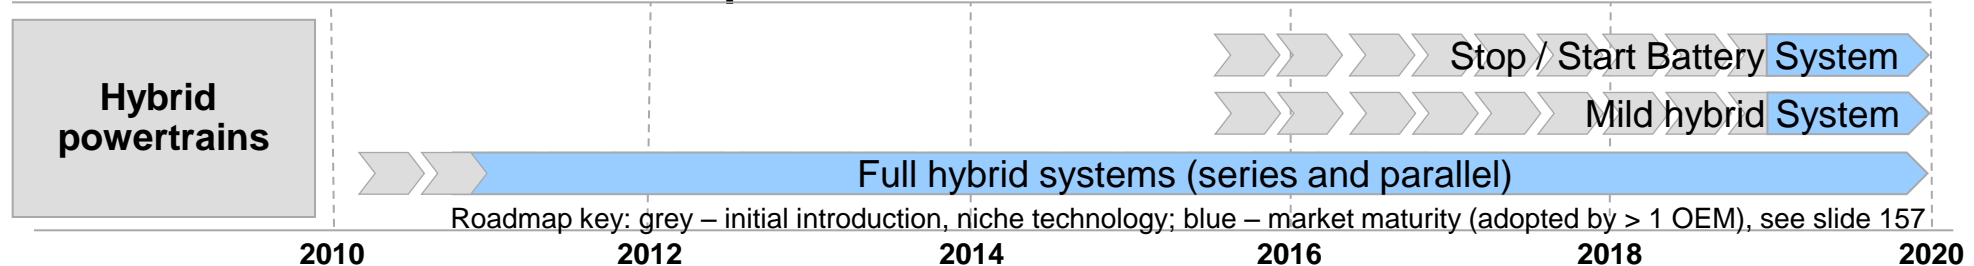 Hybrid
powertrains
Stop / Start Battery System
Mild hybrid System
Full hybrid systems (series and parallel)
Roadmap key: grey – initial introduction, niche technology; blue – market maturity (adopted by > 1 OEM), see slide 157
2010 2012 2014 2016 2018 2020